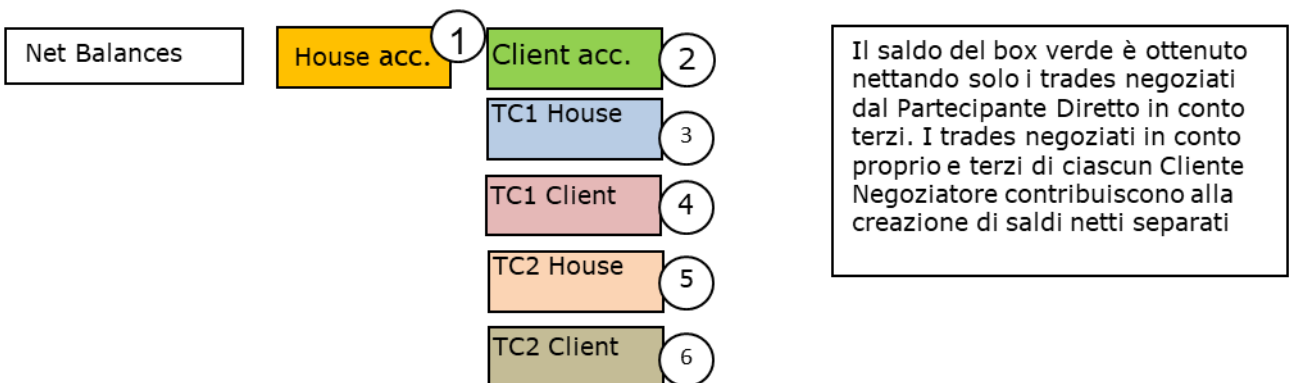 Net Balances
House acc.
1
Client acc.
2
TC1 House
3
TC1 Client
4
TC2 House
5
TC2 Client
6
Il saldo del box verde è ottenuto
nettando solo i trades negoziati
dal Partecipante Diretto in conto
terzi. I trades negoziati in conto
proprio e terzi di ciascun Cliente
Negoziatore contribuiscono alla
creazione di saldi netti separati